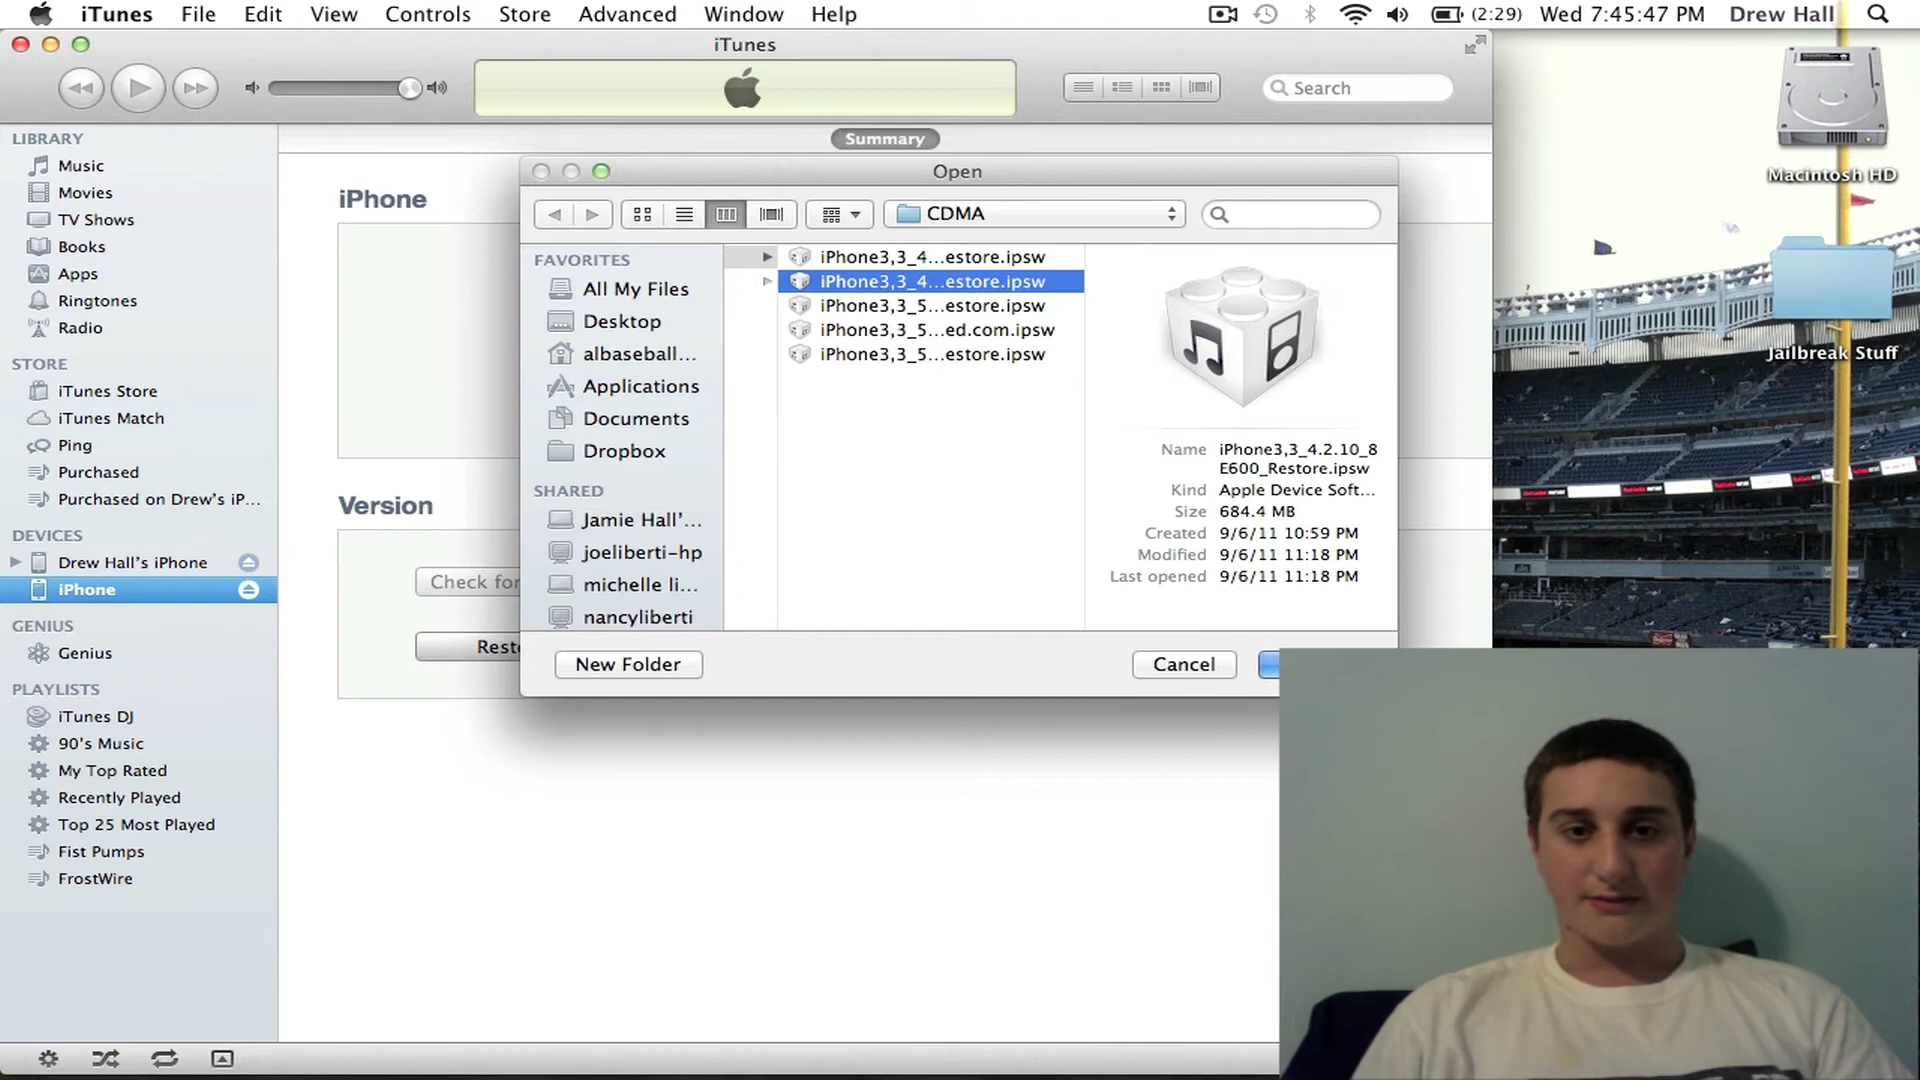 iTunes File Edit View Controls Store Advanced Window Help (2:29) Wed 7:45:47 PM Drew Hall
iTunes
Search
Summary
LIBRARY
Music
Movies
TV Shows
Books
Apps
Ringtones
Radio
STORE
iTunes Store
iTunes Match
Ping
Purchased
Purchased on Drew's iP...
DEVICES
Drew Hall's iPhone
iPhone
GENIUS
Genius
PLAYLISTS
iTunes DJ
90's Music
My Top Rated
Recently Played
Top 25 Most Played
Fist Pumps
FrostWire
iPhone
Version
Check for
Resto
Open
CDMA
FAVORITES
All My Files
Desktop
albaseball...
Applications
Documents
Dropbox
SHARED
Jamie Hall'...
joeliberti-hp
michelle li...
nancyliberti
iPhone3,3_4...estore.ipsw
iPhone3,3_4...estore.ipsw
iPhone3,3_5...estore.ipsw
iPhone3,3_5...ed.com.ipsw
iPhone3,3_5...estore.ipsw
Name iPhone3,3_4.2.10_8
E600_Restore.ipsw
Kind Apple Device Soft...
Size 684.4 MB
Created 9/6/11 10:59 PM
Modified 9/6/11 11:18 PM
Last opened 9/6/11 11:18 PM
New Folder Cancel
Macintosh HD
Jailbreak Stuff